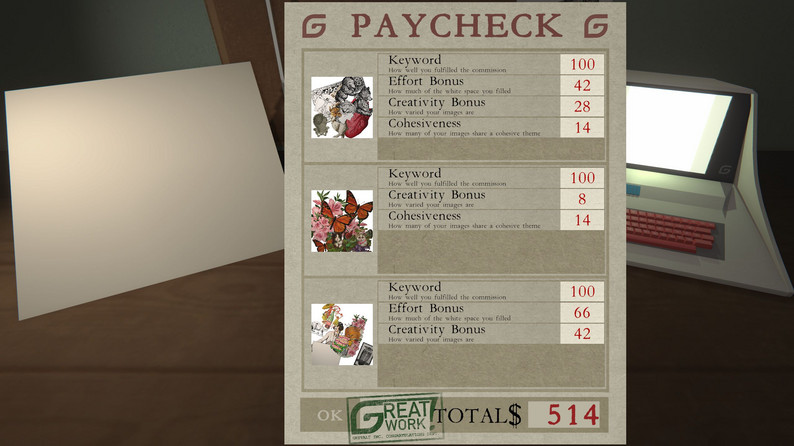 PAYCHECK
Keyword 100
How well you fulfilled the commission
Effort Bonus 42
How much of the white space you filled
Creativity Bonus 28
How varied your images are
Cohesiveness 14
How many of your images share a cohesive theme
Keyword 100
How well you fulfilled the commission
Creativity Bonus 8
How varied your images are
Cohesiveness 14
How many of your images share a cohesive theme
Keyword 100
How well you fulfilled the commission
Effort Bonus 66
How much of the white space you filled
Creativity Bonus 42
How varied your images are
OK
GREAT WORK!
TOTAL$ 514